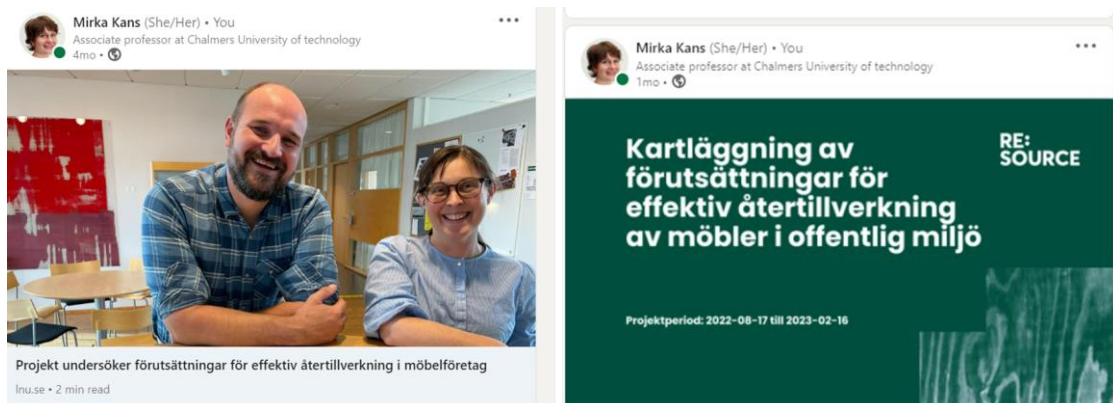 Mirka Kans (She/Her) • You
Associate professor at Chalmers University of technology
4mo •
Projekt undersöker förutsättningar för effektiv återtillverkning i möbelföretag
lnu.se • 2 min read
Mirka Kans (She/Her) • You
Associate professor at Chalmers University of technology
1mo •
Kartläggning av
förutsättningar för
effektiv återtillverkning
av möbler i offentlig miljö
RE:
SOURCE
Projektperiod: 2022-08-17 till 2023-02-16